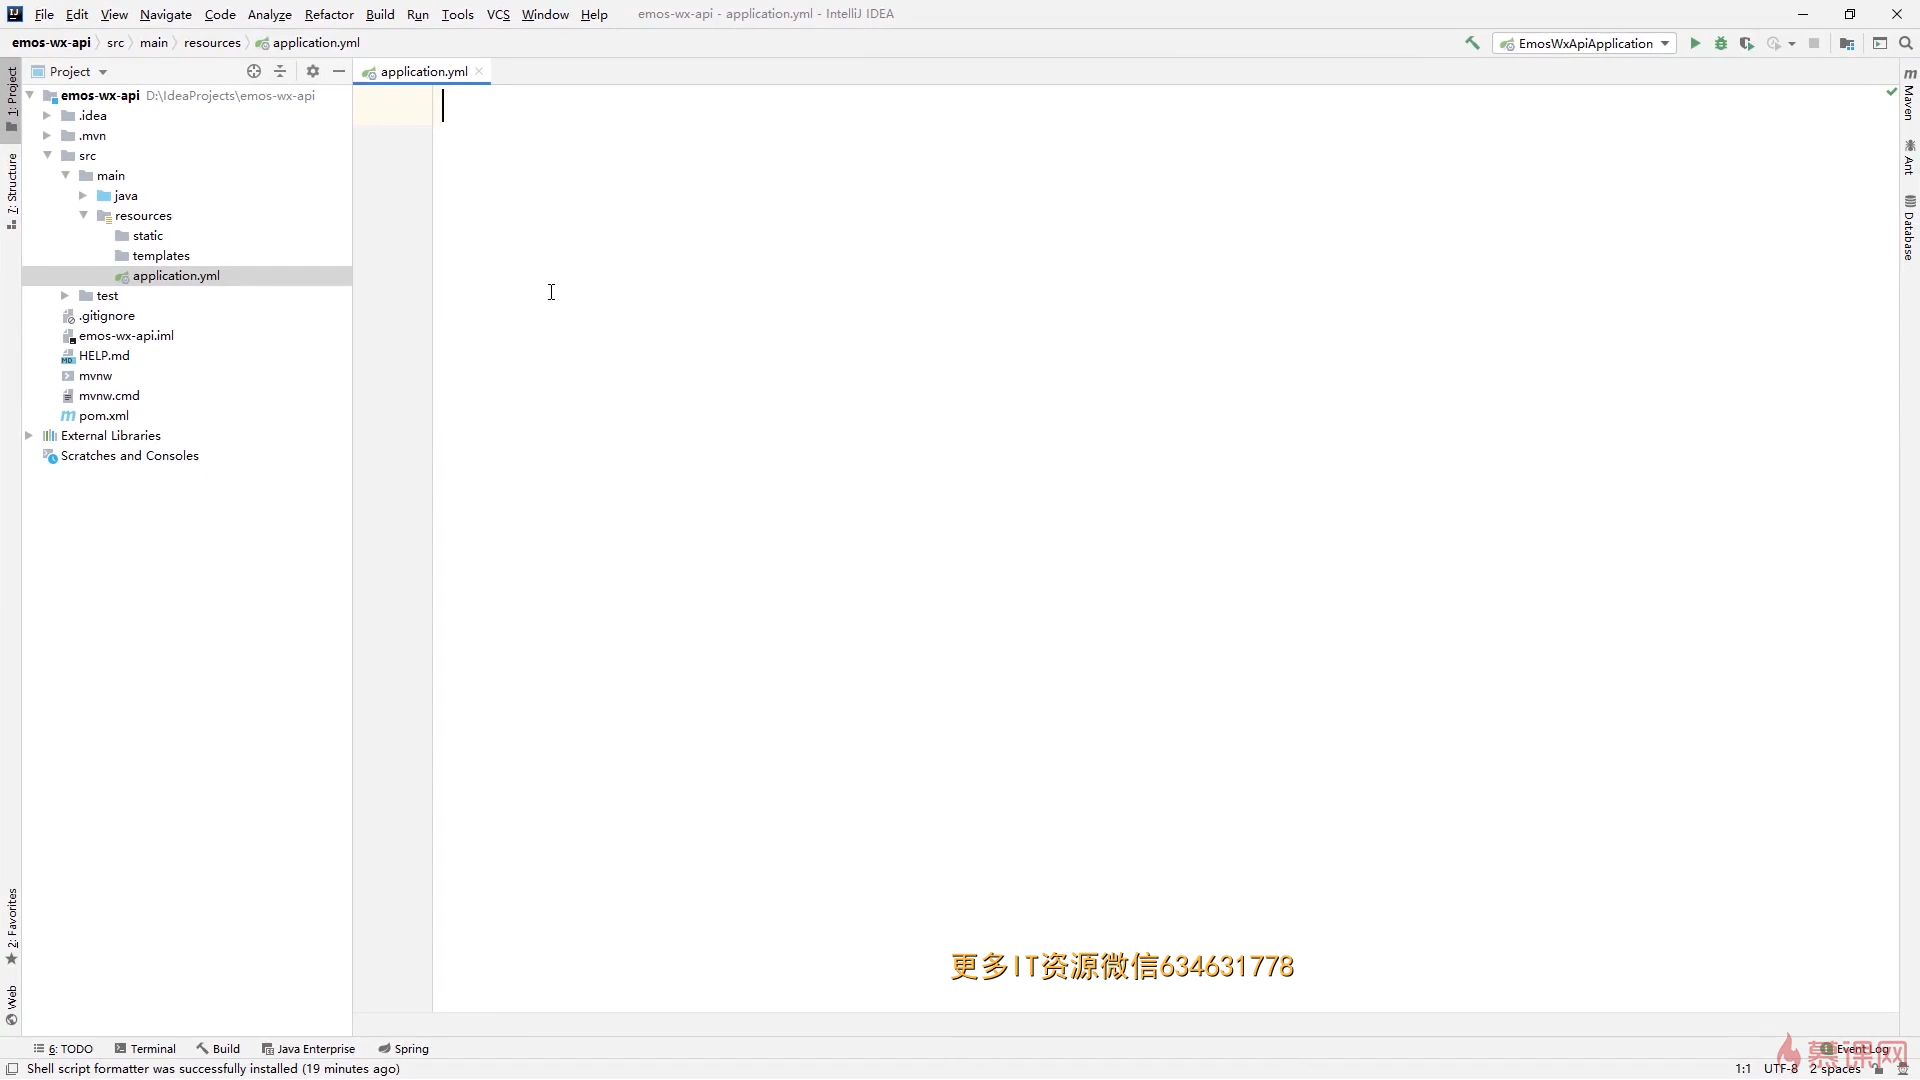 File Edit View Navigate Code Analyze Refactor Build Run Tools VCS Window Help emos-wx-api - application.yml - IntelliJ IDEA
emos-wx-api src main resources application.yml EmosWxApiApplication
Project application.yml
1: Project
7: Structure
2: Favorites
Web
emos-wx-api D:\IdeaProjects\emos-wx-api
.idea
.mvn
src
main
java
resources
static
templates
application.yml
test
.gitignore
emos-wx-api.iml
HELP.md
mvnw
mvnw.cmd
pom.xml
External Libraries
Scratches and Consoles
Maven
Ant
Database
更多IT资源微信634631778
6: TODO Terminal Build Java Enterprise Spring Event Log
慕课网
Shell script formatter was successfully installed (19 minutes ago) 1:1 UTF-8 2 spaces